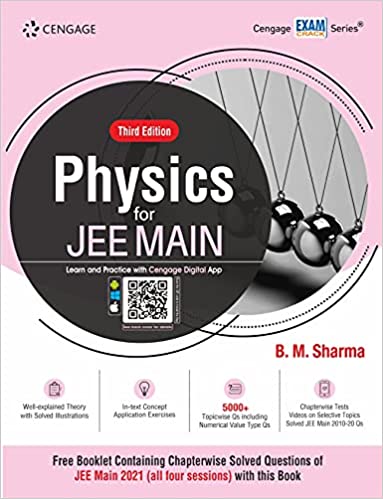 CENGAGE
Cengage EXAM CRACK Series®
Third Edition
Physics
for
JEE MAIN
Learn and Practice with Cengage Digital App
B. M. Sharma
Well-explained Theory
with Solved Illustrations
In-text Concept
Application Exercises
5000+
Topicwise Qs including
Numerical Value Type Qs
Chapterwise Tests
Videos on Selective Topics
Solved JEE Main 2010-20 Qs
Free Booklet Containing Chapterwise Solved Questions of
JEE Main 2021 (all four sessions) with this Book